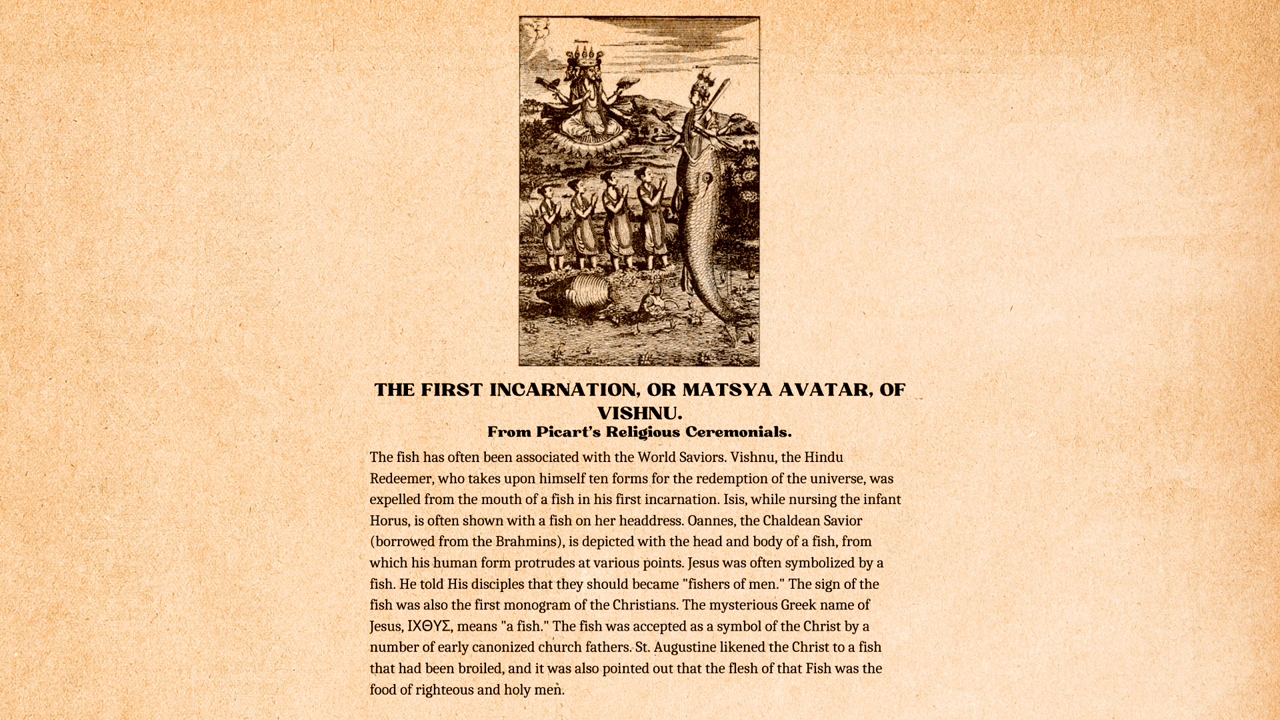 THE FIRST INCARNATION, OR MATSYA AVATAR, OF
VISHNU.
From Picart's Religious Ceremonials.
The fish has often been associated with the World Saviors. Vishnu, the Hindu
Redeemer, who takes upon himself ten forms for the redemption of the universe, was
expelled from the mouth of a fish in his first incarnation. Isis, while nursing the infant
Horus, is often shown with a fish on her headdress. Oannes, the Chaldean Savior
(borrowed from the Brahmins), is depicted with the head and body of a fish, from
which his human form protrudes at various points. Jesus was often symbolized by a
fish. He told His disciples that they should became "fishers of men." The sign of the
fish was also the first monogram of the Christians. The mysterious Greek name of
Jesus, ΙΧΘΥΣ, means "a fish." The fish was accepted as a symbol of the Christ by a
number of early canonized church fathers. St. Augustine likened the Christ to a fish
that had been broiled, and it was also pointed out that the flesh of that Fish was the
food of righteous and holy men.